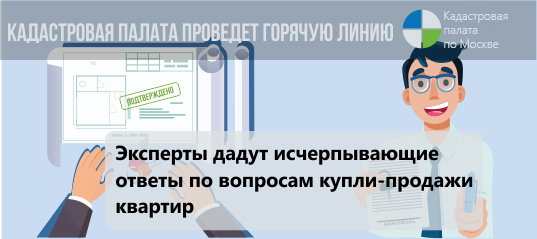 КАДАСТРОВАЯ ПАЛАТА ПРОВЕДЕТ ГОРЯЧУЮ ЛИНИЮ
Кадастровая
палата
по Москве
ПОДТВЕРЖДЕНО
Эксперты дадут исчерпывающие
ответы по вопросам купли-продажи
квартир